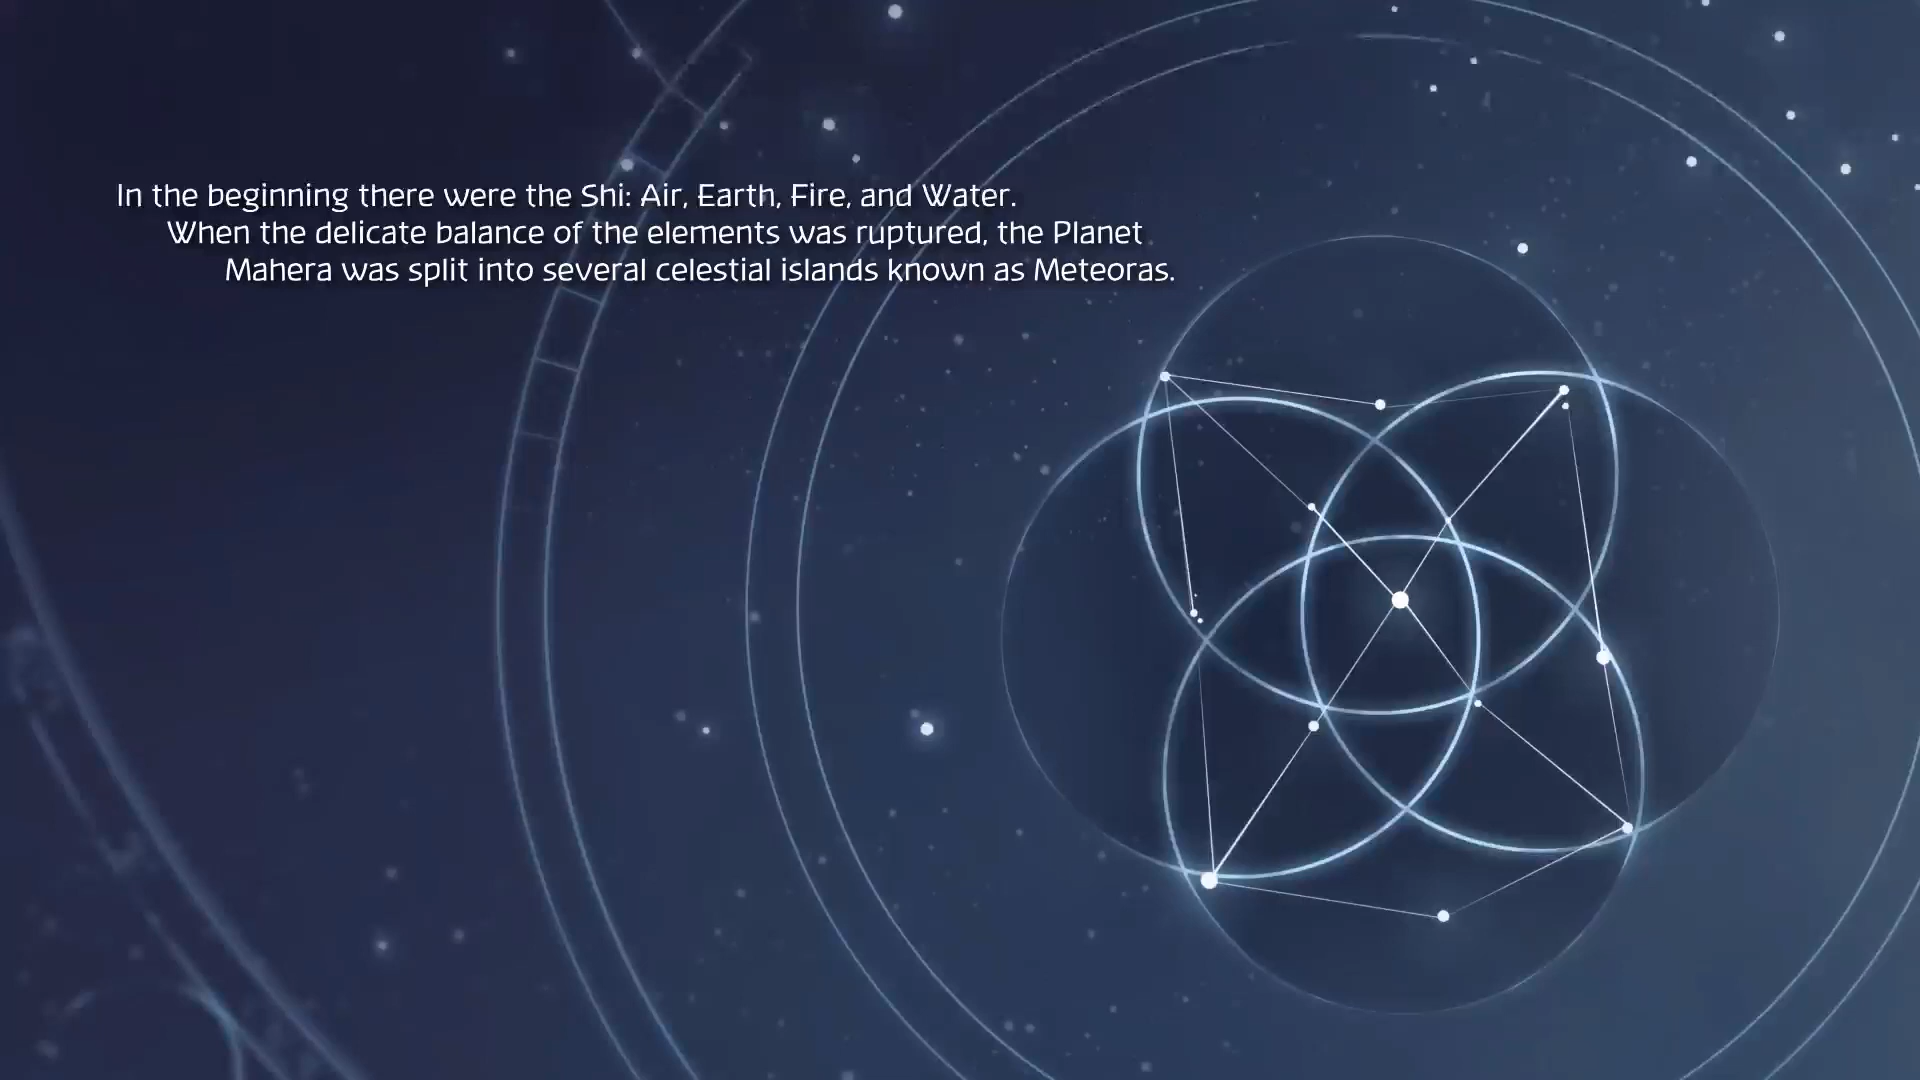 In the beginning there were the Shi: Air, Earth, Fire, and Water.
When the delicate balance of the elements was ruptured, the Planet
Mahera was split into several celestial islands known as Meteoras.